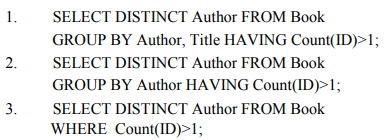 1. SELECT DISTINCT Author FROM Book
GROUP BY Author, Title HAVING Count(ID)>1;
2. SELECT DISTINCT Author FROM Book
GROUP BY Author HAVING Count(ID)>1;
3. SELECT DISTINCT Author FROM Book
WHERE Count(ID)>1;